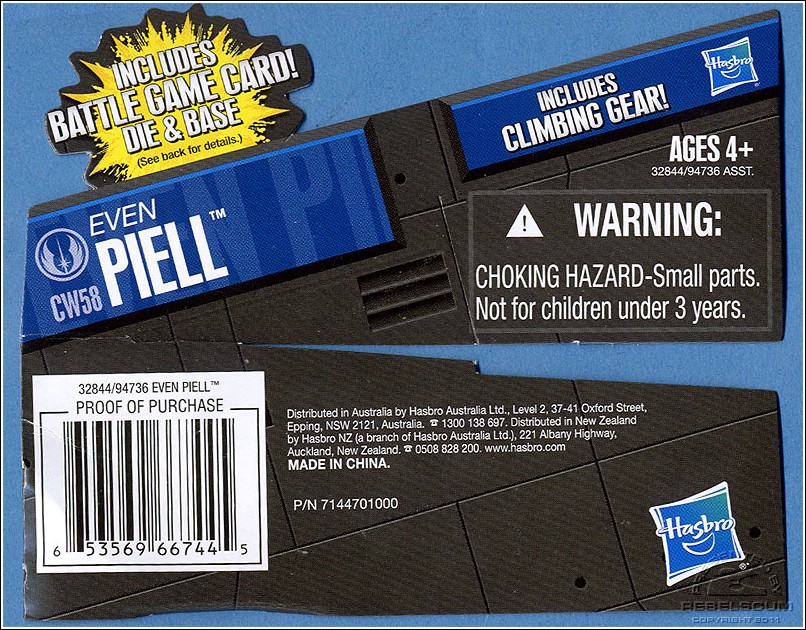 INCLUDES
BATTLE GAME CARD!
DIE & BASE
(See back for details.)
INCLUDES
CLIMBING GEAR!
Hasbro
AGES 4+
32844/94736 ASST.
EVEN PI
EVEN
PIELL™
CW58
WARNING:
CHOKING HAZARD-Small parts.
Not for children under 3 years.
32844/94736 EVEN PIELL™
PROOF OF PURCHASE
6 53569 66744 5
Distributed in Australia by Hasbro Australia Ltd., Level 2, 37-41 Oxford Street,
Epping, NSW 2121, Australia. ☎ 1300 138 697. Distributed in New Zealand
by Hasbro NZ (a branch of Hasbro Australia Ltd.), 221 Albany Highway,
Auckland, New Zealand. ☎ 0508 828 200. www.hasbro.com
MADE IN CHINA.
P/N 7144701000
Hasbro
®
REBELSCUM
COPYRIGHT 2011